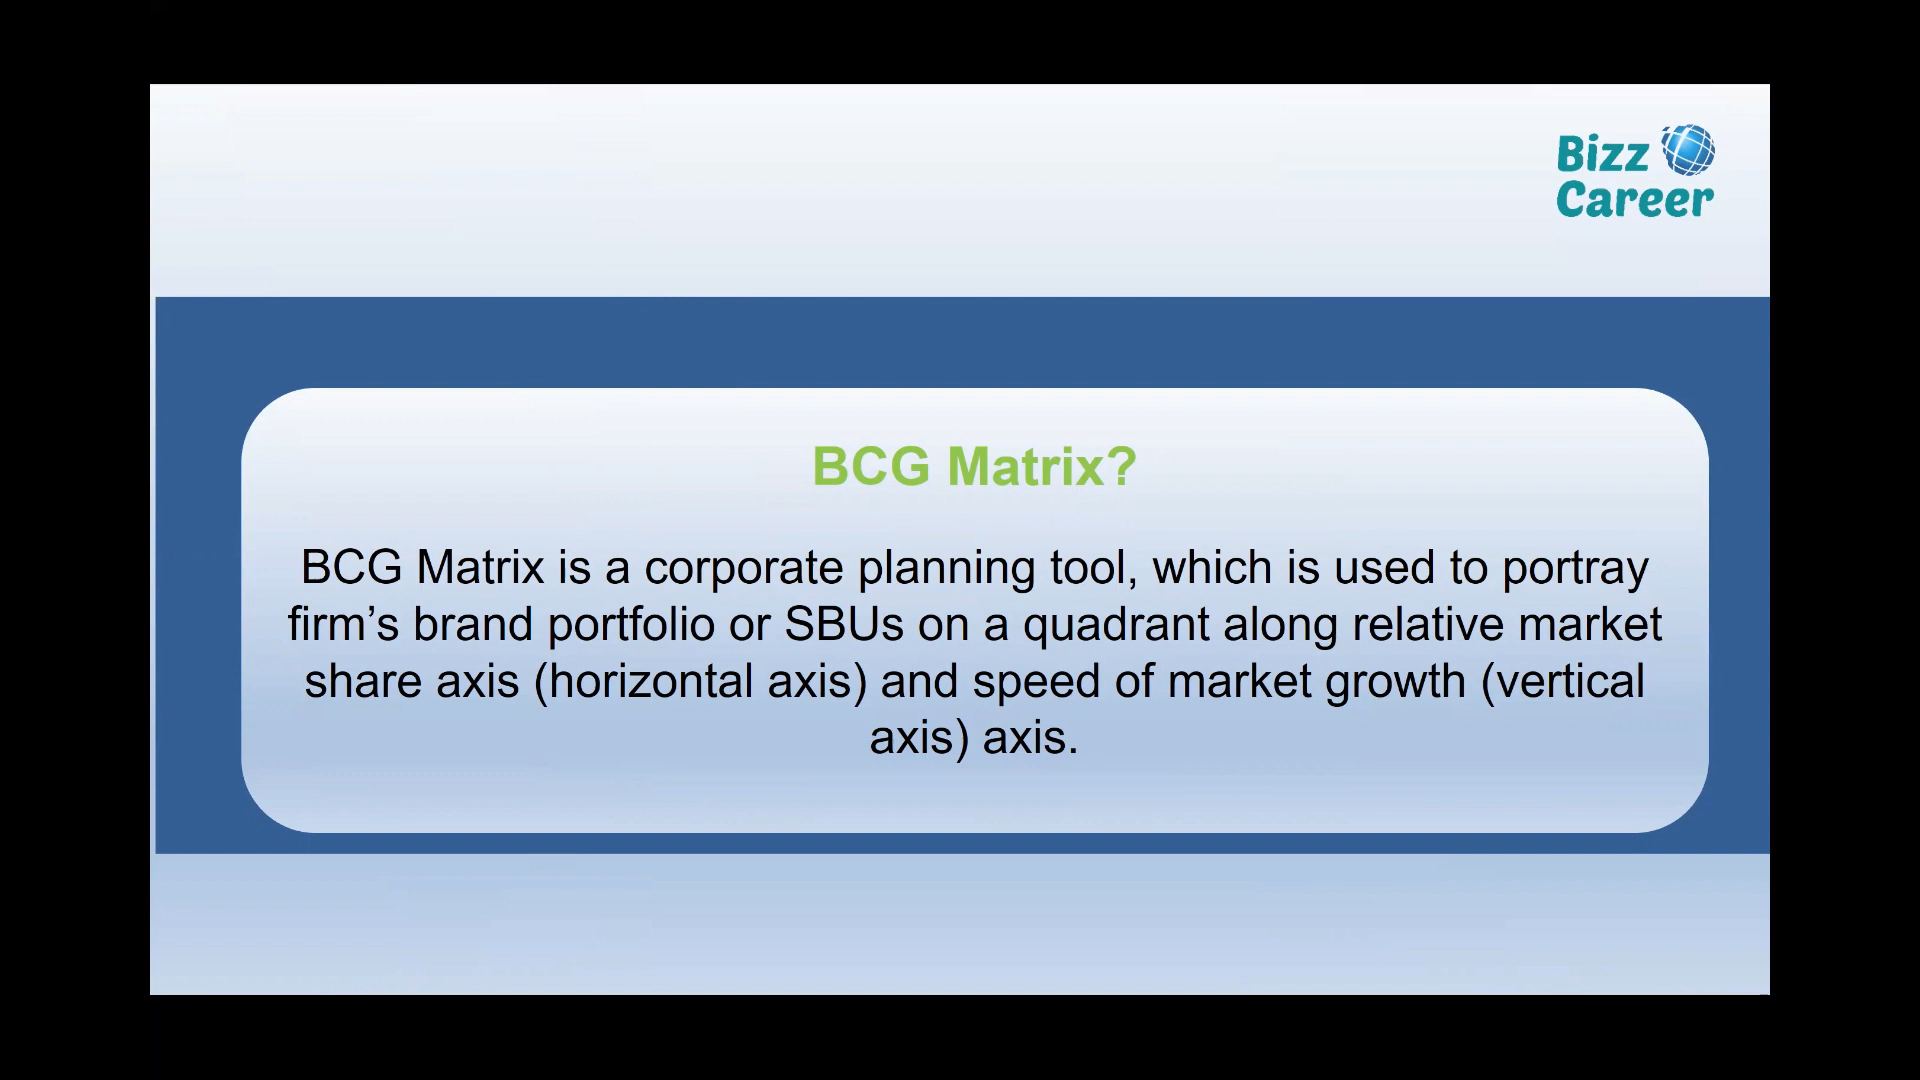 Bizz
Career
BCG Matrix?
BCG Matrix is a corporate planning tool, which is used to portray
firm’s brand portfolio or SBUs on a quadrant along relative market
share axis (horizontal axis) and speed of market growth (vertical
axis) axis.